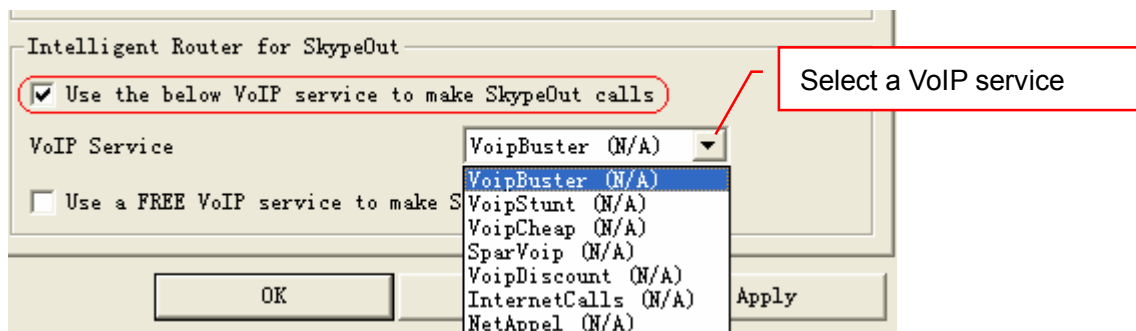 Intelligent Router for SkypeOut
Use the below VoIP service to make SkypeOut calls
Select a VoIP service
VoIP Service
VoipBuster (N/A)
VoipBuster (N/A)
Use a FREE VoIP service to make S
VoipStunt (N/A)
VoipCheap (N/A)
SparVoip (N/A)
VoipDiscount (N/A)
InternetCalls (N/A)
NetAppel (N/A)
OK
Apply